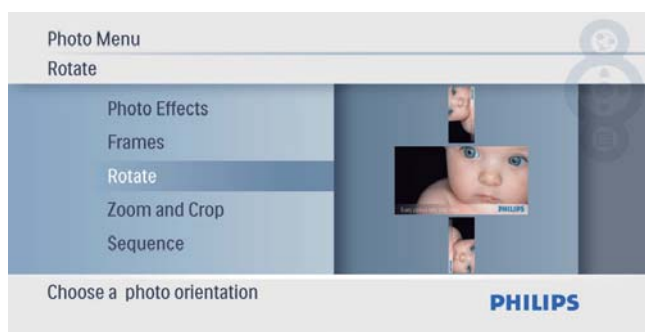 Photo Menu
Rotate
Photo Effects
Frames
Rotate
Zoom and Crop
Sequence
PHILIPS
Choose a photo orientation
PHILIPS